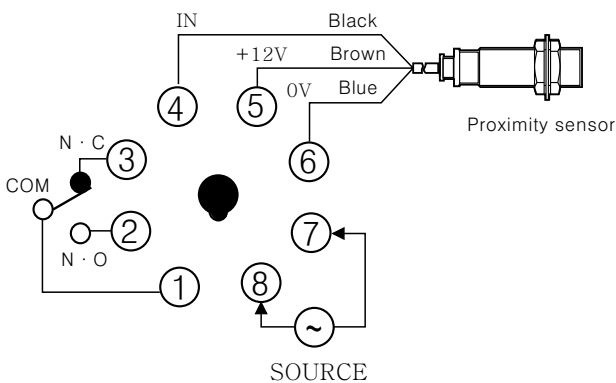 IN
Black
+12V
Brown
0V
Blue
4
5
Proximity sensor
6
N · C
3
COM
2
7
N · O
1
8
~
SOURCE